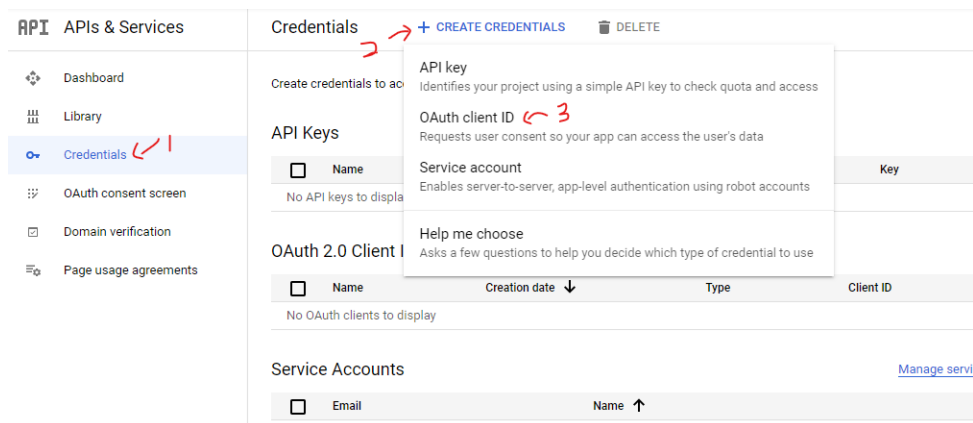 API APIs & Services
Credentials + CREATE CREDENTIALS DELETE
2
Dashboard
Library
Credentials 1
OAuth consent screen
Domain verification
Page usage agreements
Create credentials to ac
API key
Identifies your project using a simple API key to check quota and access
OAuth client ID 3
Requests user consent so your app can access the user's data
Service account
Enables server-to-server, app-level authentication using robot accounts
Help me choose
Asks a few questions to help you decide which type of credential to use
API Keys
Name Key
No API keys to displa
OAuth 2.0 Client I
Name Creation date Type Client ID
No OAuth clients to display
Service Accounts Manage servi
Email Name